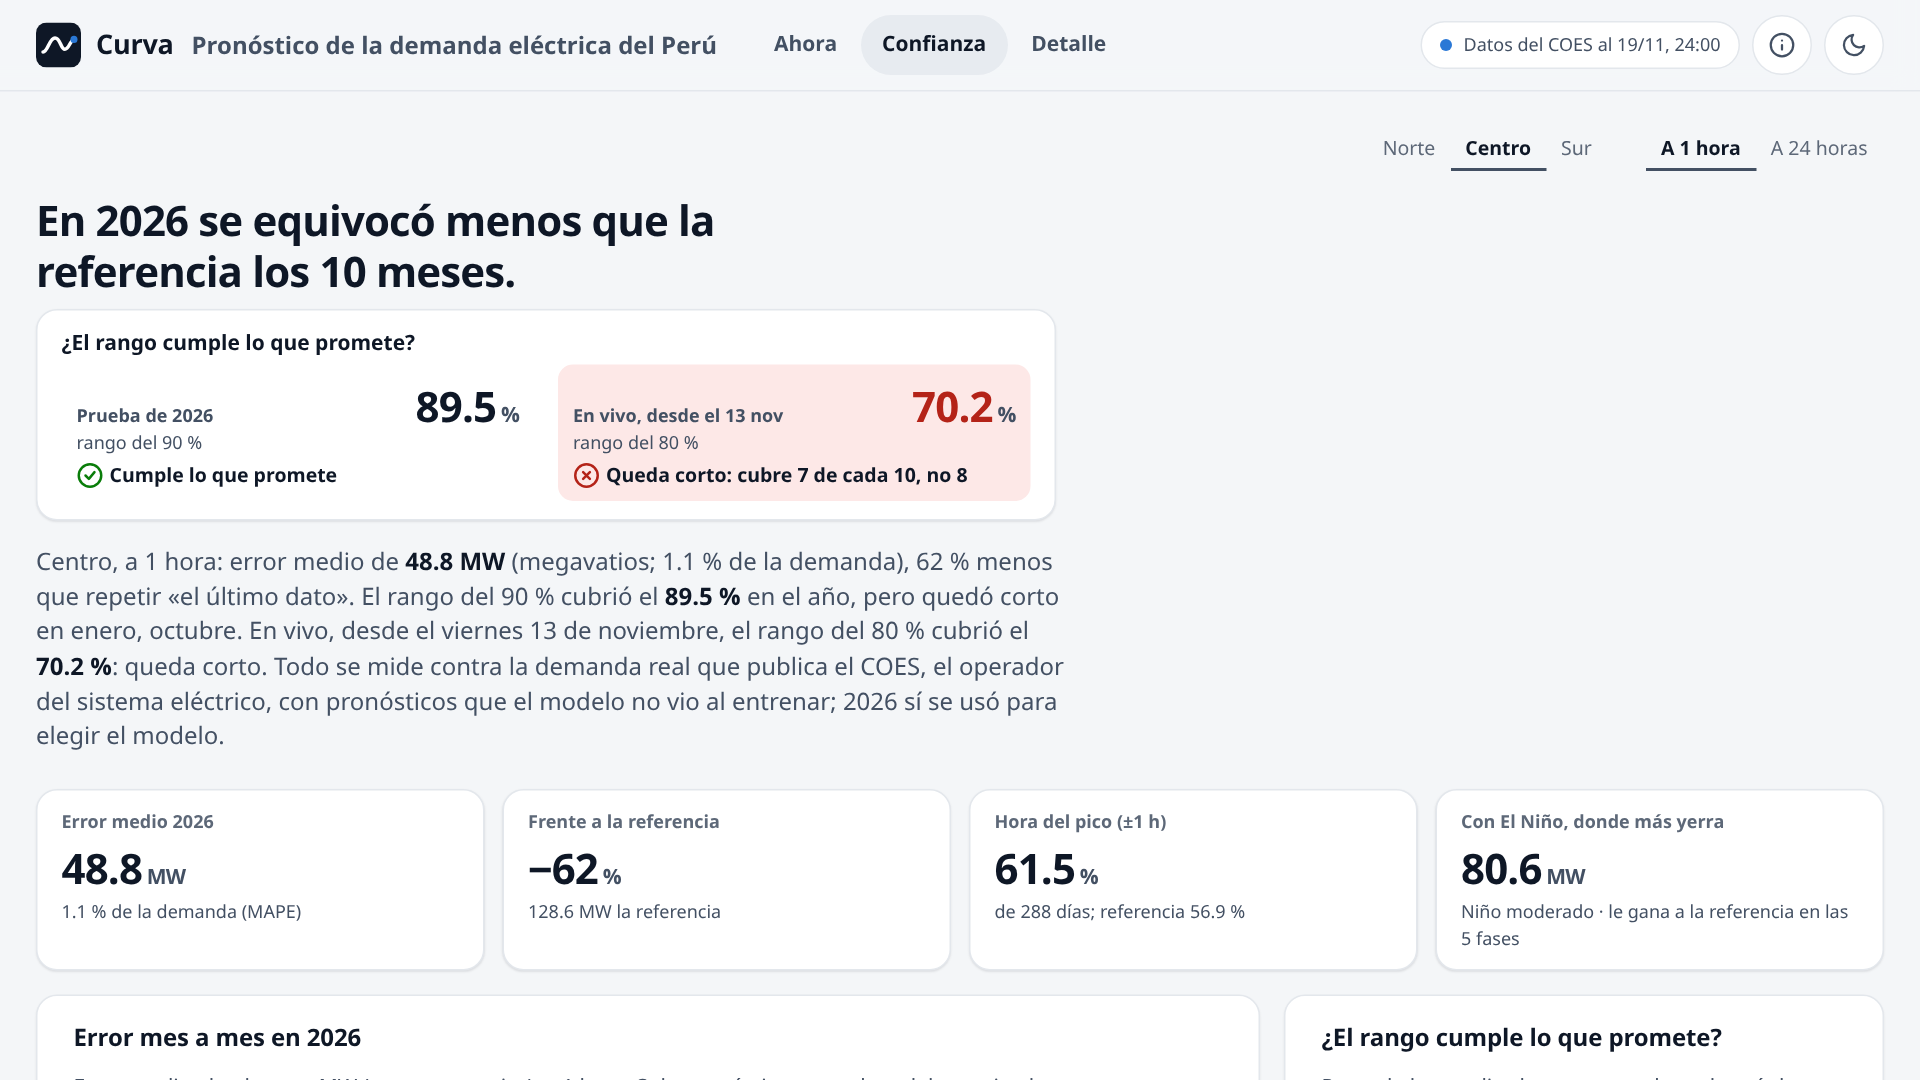 Curva Pronóstico de la demanda eléctrica del Perú Ahora Confianza Detalle Datos del COES al 19/11, 24:00
Norte Centro Sur A 1 hora A 24 horas
En 2026 se equivocó menos que la
referencia los 10 meses.
¿El rango cumple lo que promete?
Prueba de 2026 89.5 %
rango del 90 %
Cumple lo que promete
En vivo, desde el 13 nov 70.2 %
rango del 80 %
Queda corto: cubre 7 de cada 10, no 8
Centro, a 1 hora: error medio de 48.8 MW (megavatios; 1.1 % de la demanda), 62 % menos
que repetir «el último dato». El rango del 90 % cubrió el 89.5 % en el año, pero quedó corto
en enero, octubre. En vivo, desde el viernes 13 de noviembre, el rango del 80 % cubrió el
70.2 %: queda corto. Todo se mide contra la demanda real que publica el COES, el operador
del sistema eléctrico, con pronósticos que el modelo no vio al entrenar; 2026 sí se usó para
elegir el modelo.
Error medio 2026
48.8 MW
1.1 % de la demanda (MAPE)
Frente a la referencia
−62 %
128.6 MW la referencia
Hora del pico (±1 h)
61.5 %
de 288 días; referencia 56.9 %
Con El Niño, donde más yerra
80.6 MW
Niño moderado · le gana a la referencia en las
5 fases
Error mes a mes en 2026
¿El rango cumple lo que promete?